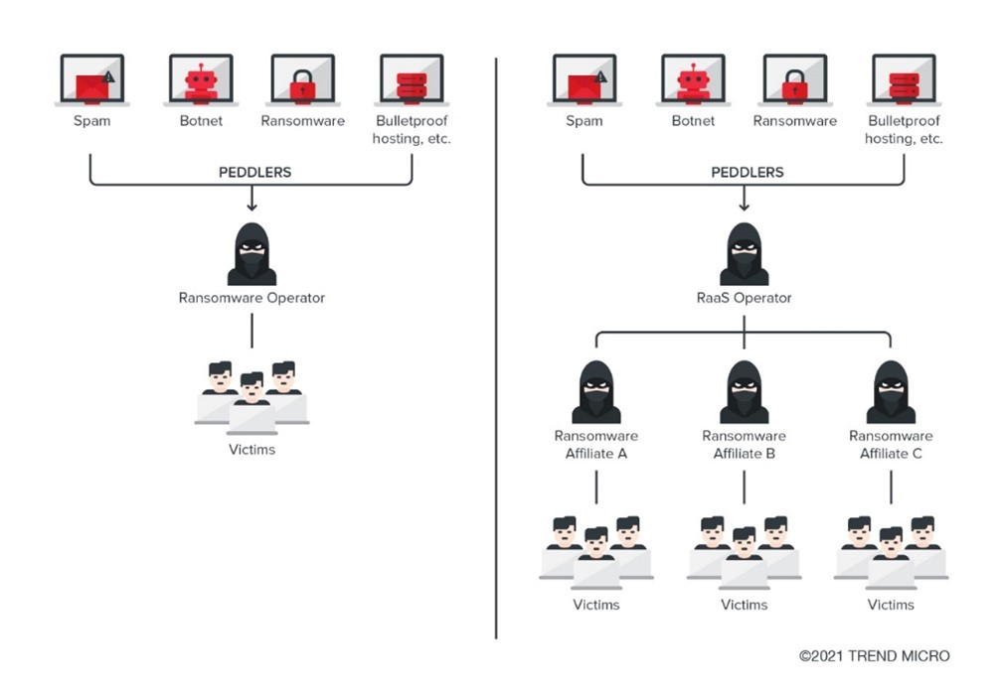 Spam
Botnet
Ransomware
Bulletproof
hosting, etc.
PEDDLERS
Ransomware Operator
Victims
Spam
Botnet
Ransomware
Bulletproof
hosting, etc.
PEDDLERS
RaaS Operator
Ransomware
Affiliate A
Ransomware
Affiliate B
Ransomware
Affiliate C
Victims
Victims
Victims
©2021 TREND MICRO